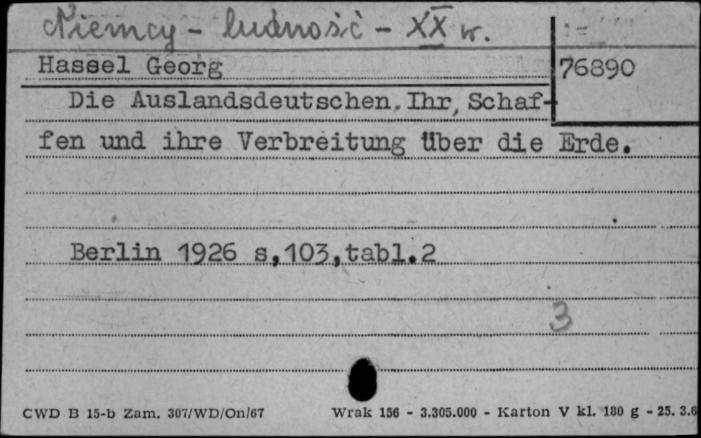 Niemcy - ludność - XX w.
Hassel Georg
76890
Die Auslandsdeutschen. Ihr, Schaf-
fen und ihre Verbreitung über die Erde.
Berlin 1926 s,103,tabl.2
3
CWD B 15-b Zam. 307/WD/On/67 Wrak 156 - 3.305.000 - Karton V kl. 180 g - 25. 3.6